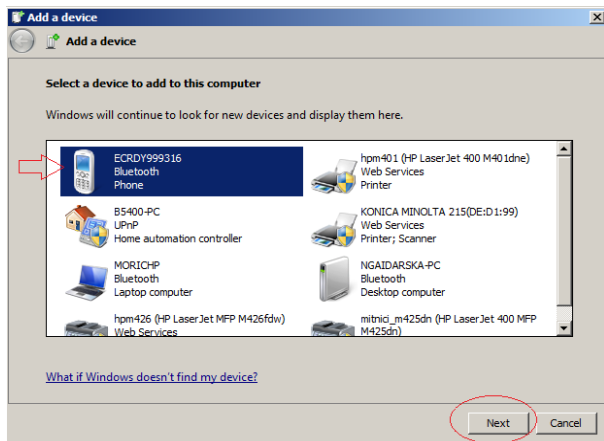 Add a device
Add a device
Select a device to add to this computer
Windows will continue to look for new devices and display them here.
ECRDY999316
Bluetooth
Phone
hpm401 (HP LaserJet 400 M401dne)
Web Services
Printer
B5400-PC
UPnP
Home automation controller
KONICA MINOLTA 215(DE:D1:99)
Web Services
Printer; Scanner
MORICHP
Bluetooth
Laptop computer
NGAIDARSKA-PC
Bluetooth
Desktop computer
hpm426 (HP LaserJet MFP M426fdw)
Web Services
mitnici_m425dn (HP LaserJet 400 MFP
M425dn)
What if Windows doesn't find my device?
Next
Cancel